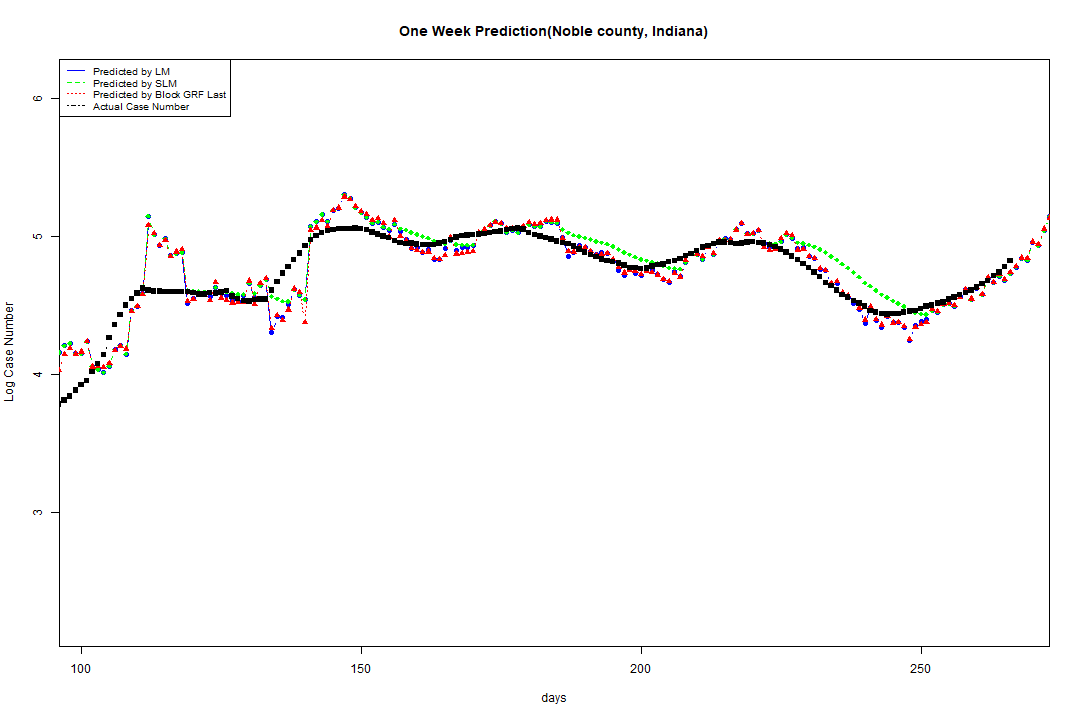 One Week Prediction(Noble county, Indiana)
Predicted by LM
Predicted by SLM
Predicted by Block GRF Last
Actual Case Number
6
5
4
3
Log Case Number
100 150 200 250
days